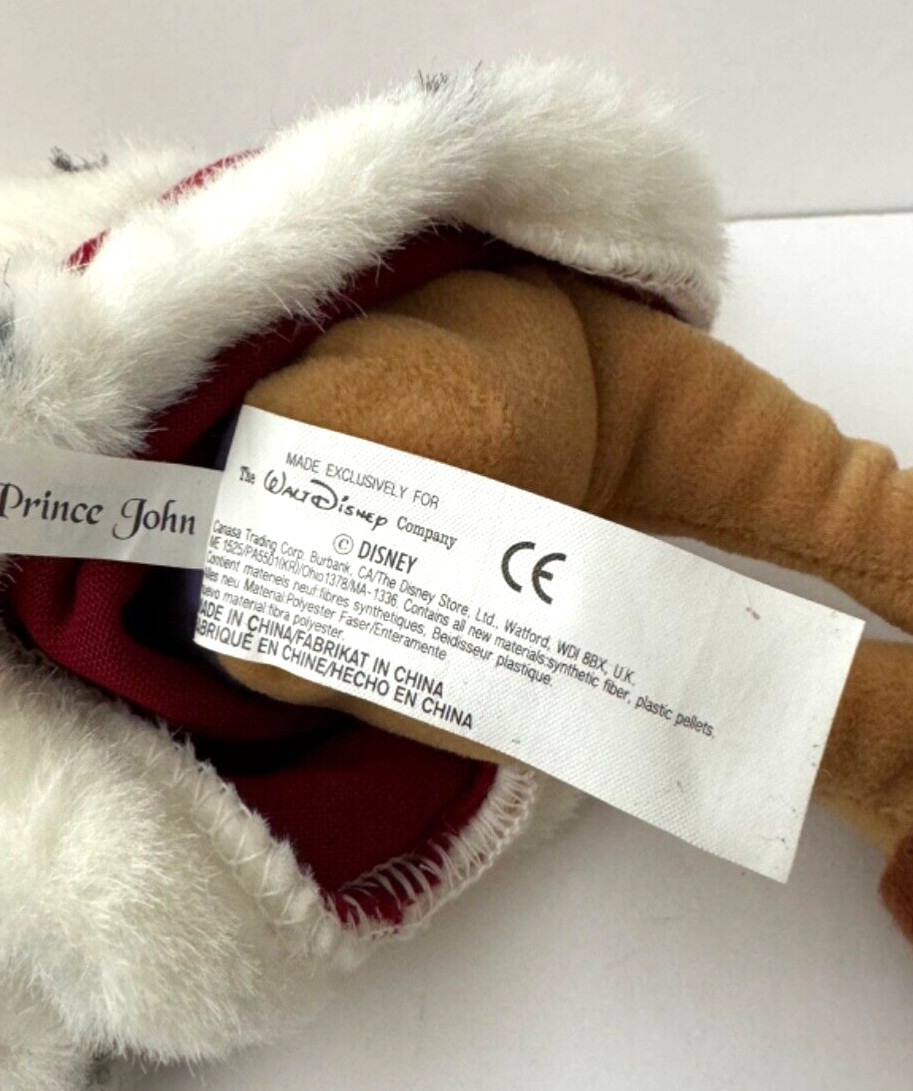 Prince John
MADE EXCLUSIVELY FOR
The WALT DISNEY Company
© DISNEY
CE
Canasa Trading Corp. Burbank, CA/The Disney Store, Ltd., Watford, WDI 8BX, U.K.
ME 1525/PA5501(KR)/Ohio1378/MA-1336. Contains all new materials:synthetic fiber, plastic pellets.
Contient materiels neuf:fibres synthetiques, Beidisseur plastique.
neu Material:Polyester Faser/Enteramente
material:fibra polyester.
MADE IN CHINA/FABRIKAT IN CHINA
FABRIQUÉ EN CHINE/HECHO EN CHINA